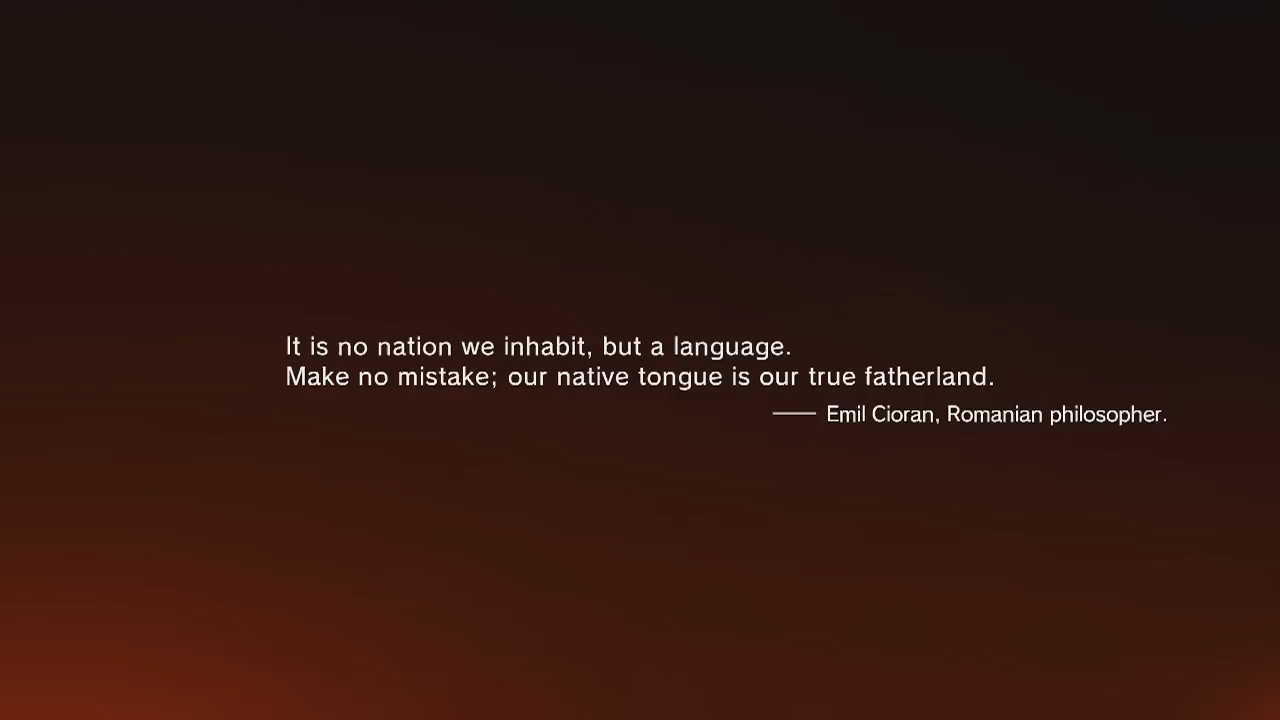 It is no nation we inhabit, but a language.
Make no mistake; our native tongue is our true fatherland.
—— Emil Cioran, Romanian philosopher.